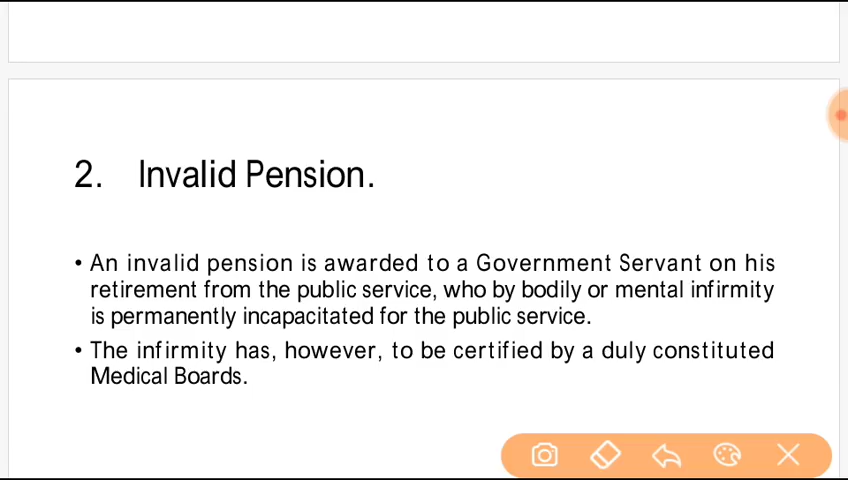 2. Invalid Pension.
• An invalid pension is awarded to a Government Servant on his
retirement from the public service, who by bodily or mental infirmity
is permanently incapacitated for the public service.
• The infirmity has, however, to be certified by a duly constituted
Medical Boards.